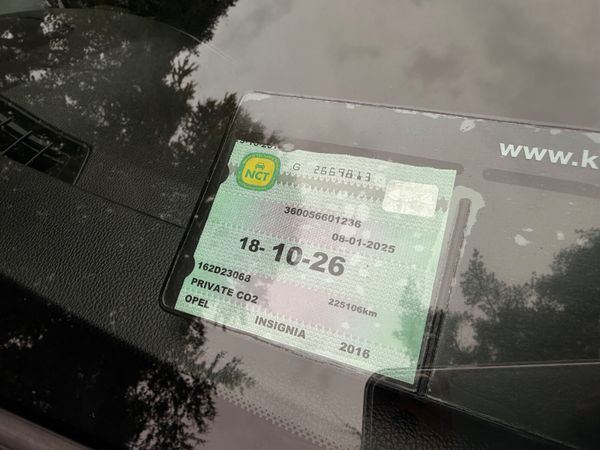 www.k
NCT
G 2669813
360056601236
08-01-2025
18-10-26
162D23068
PRIVATE CO2
225106km
OPEL
INSIGNIA
2016